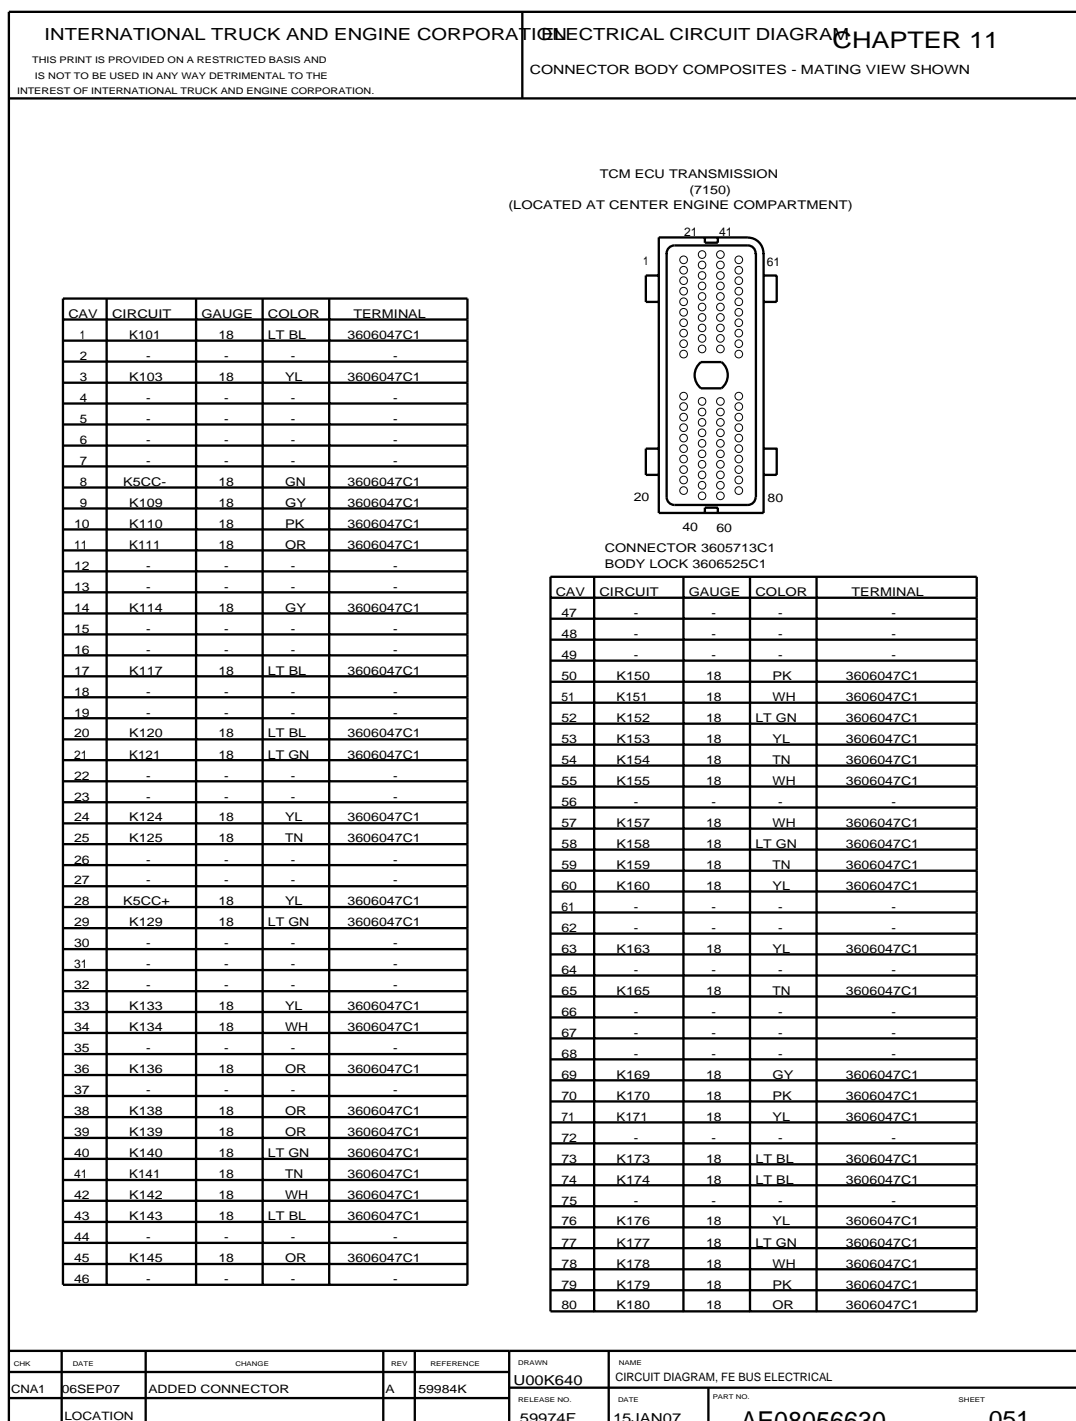 INTERNATIONAL TRUCK AND ENGINE CORPORATION
THIS PRINT IS PROVIDED ON A RESTRICTED BASIS AND
IS NOT TO BE USED IN ANY WAY DETRIMENTAL TO THE
INTEREST OF INTERNATIONAL TRUCK AND ENGINE CORPORATION.
ELECTRICAL CIRCUIT DIAGRAM
CHAPTER 11
CONNECTOR BODY COMPOSITES - MATING VIEW SHOWN
TCM ECU TRANSMISSION
(7150)
(LOCATED AT CENTER ENGINE COMPARTMENT)
21 41
1 61
20 80
40 60
CONNECTOR 3605713C1
BODY LOCK 3606525C1
CAV CIRCUIT GAUGE COLOR TERMINAL
1 K101 18 LT BL 3606047C1
2 - - - -
3 K103 18 YL 3606047C1
4 - - - -
5 - - - -
6 - - - -
7 - - - -
8 K5CC- 18 GN 3606047C1
9 K109 18 GY 3606047C1
10 K110 18 PK 3606047C1
11 K111 18 OR 3606047C1
12 - - - -
13 - - - -
14 K114 18 GY 3606047C1
15 - - - -
16 - - - -
17 K117 18 LT BL 3606047C1
18 - - - -
19 - - - -
20 K120 18 LT BL 3606047C1
21 K121 18 LT GN 3606047C1
22 - - - -
23 - - - -
24 K124 18 YL 3606047C1
25 K125 18 TN 3606047C1
26 - - - -
27 - - - -
28 K5CC+ 18 YL 3606047C1
29 K129 18 LT GN 3606047C1
30 - - - -
31 - - - -
32 - - - -
33 K133 18 YL 3606047C1
34 K134 18 WH 3606047C1
35 - - - -
36 K136 18 OR 3606047C1
37 - - - -
38 K138 18 OR 3606047C1
39 K139 18 OR 3606047C1
40 K140 18 LT GN 3606047C1
41 K141 18 TN 3606047C1
42 K142 18 WH 3606047C1
43 K143 18 LT BL 3606047C1
44 - - - -
45 K145 18 OR 3606047C1
46 - - - -
CAV CIRCUIT GAUGE COLOR TERMINAL
47 - - - -
48 - - - -
49 - - - -
50 K150 18 PK 3606047C1
51 K151 18 WH 3606047C1
52 K152 18 LT GN 3606047C1
53 K153 18 YL 3606047C1
54 K154 18 TN 3606047C1
55 K155 18 WH 3606047C1
56 - - - -
57 K157 18 WH 3606047C1
58 K158 18 LT GN 3606047C1
59 K159 18 TN 3606047C1
60 K160 18 YL 3606047C1
61 - - - -
62 - - - -
63 K163 18 YL 3606047C1
64 - - - -
65 K165 18 TN 3606047C1
66 - - - -
67 - - - -
68 - - - -
69 K169 18 GY 3606047C1
70 K170 18 PK 3606047C1
71 K171 18 YL 3606047C1
72 - - - -
73 K173 18 LT BL 3606047C1
74 K174 18 LT BL 3606047C1
75 - - - -
76 K176 18 YL 3606047C1
77 K177 18 LT GN 3606047C1
78 K178 18 WH 3606047C1
79 K179 18 PK 3606047C1
80 K180 18 OR 3606047C1
CHK DATE CHANGE REV REFERENCE
CNA1 06SEP07 ADDED CONNECTOR A 59984K
LOCATION
DRAWN NAME
U00K640 CIRCUIT DIAGRAM, FE BUS ELECTRICAL
RELEASE NO. DATE PART NO. SHEET
59974F 15JAN07 AE08056630 051